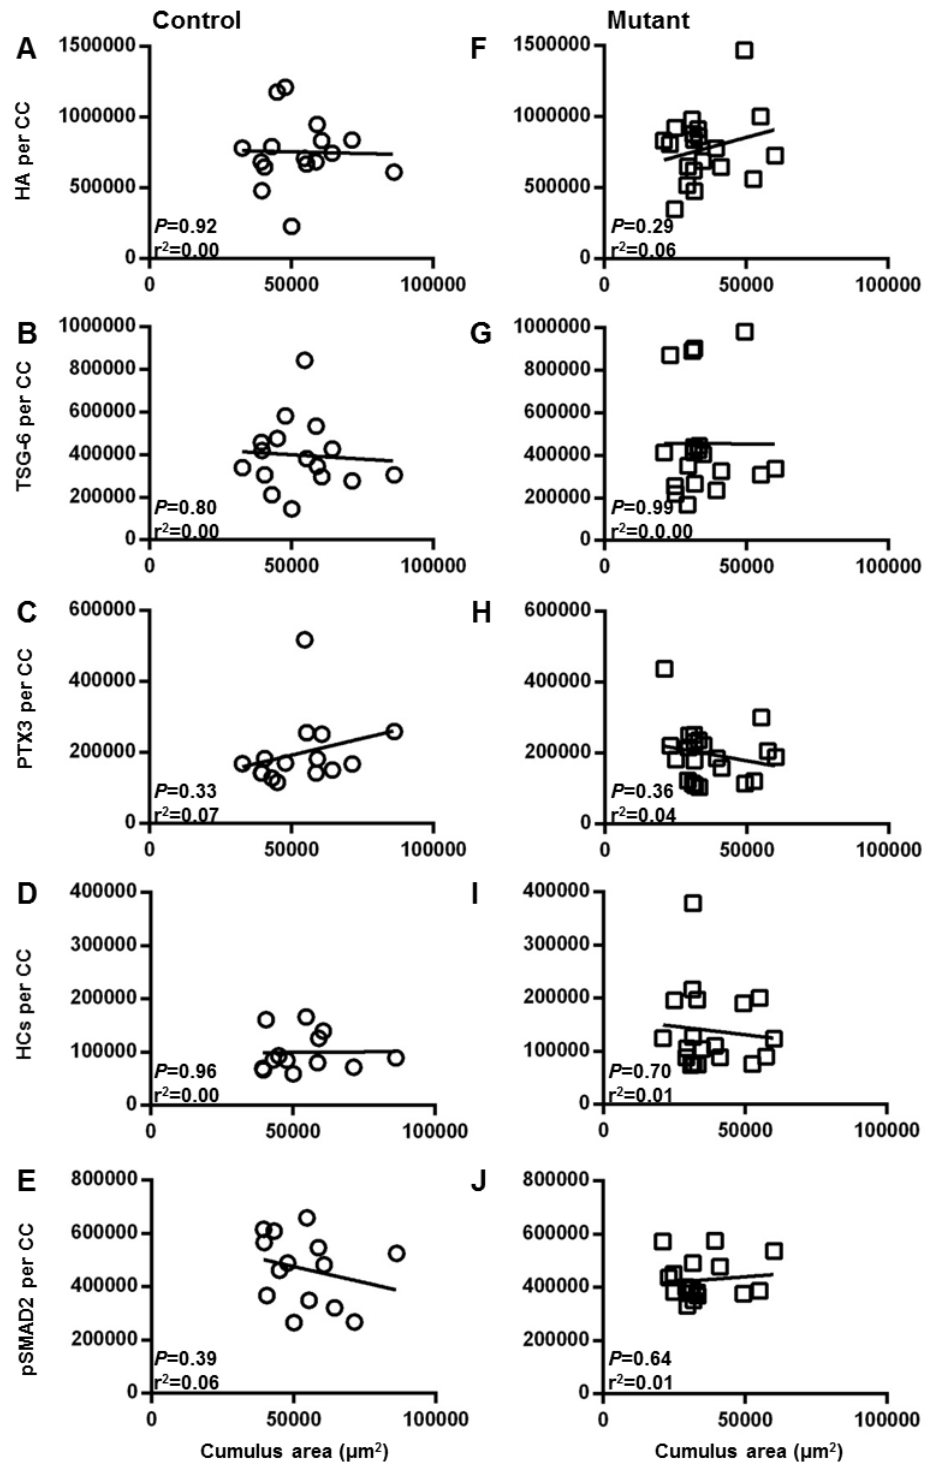 Control Mutant
A F
HA per CC
1500000 1500000
1000000 1000000
500000 500000
P=0.92 P=0.29
r²=0.00 r²=0.06
0 0
0 50000 100000 0 50000 100000
B G
TSG-6 per CC
1000000 1000000
800000 800000
600000 600000
400000 400000
200000 200000
P=0.80 P=0.99
r²=0.00 r²=0.0.00
0 0
0 50000 100000 0 50000 100000
C H
PTX3 per CC
600000 600000
400000 400000
200000 200000
P=0.33 P=0.36
r²=0.07 r²=0.04
0 0
0 50000 100000 0 50000 100000
D I
HCs per CC
400000 400000
300000 300000
200000 200000
100000 100000
P=0.96 P=0.70
r²=0.00 r²=0.01
0 0
0 50000 100000 0 50000 100000
E J
pSMAD2 per CC
800000 800000
600000 600000
400000 400000
200000 200000
P=0.39 P=0.64
r²=0.06 r²=0.01
0 0
0 50000 100000 0 50000 100000
Cumulus area (µm²) Cumulus area (µm²)